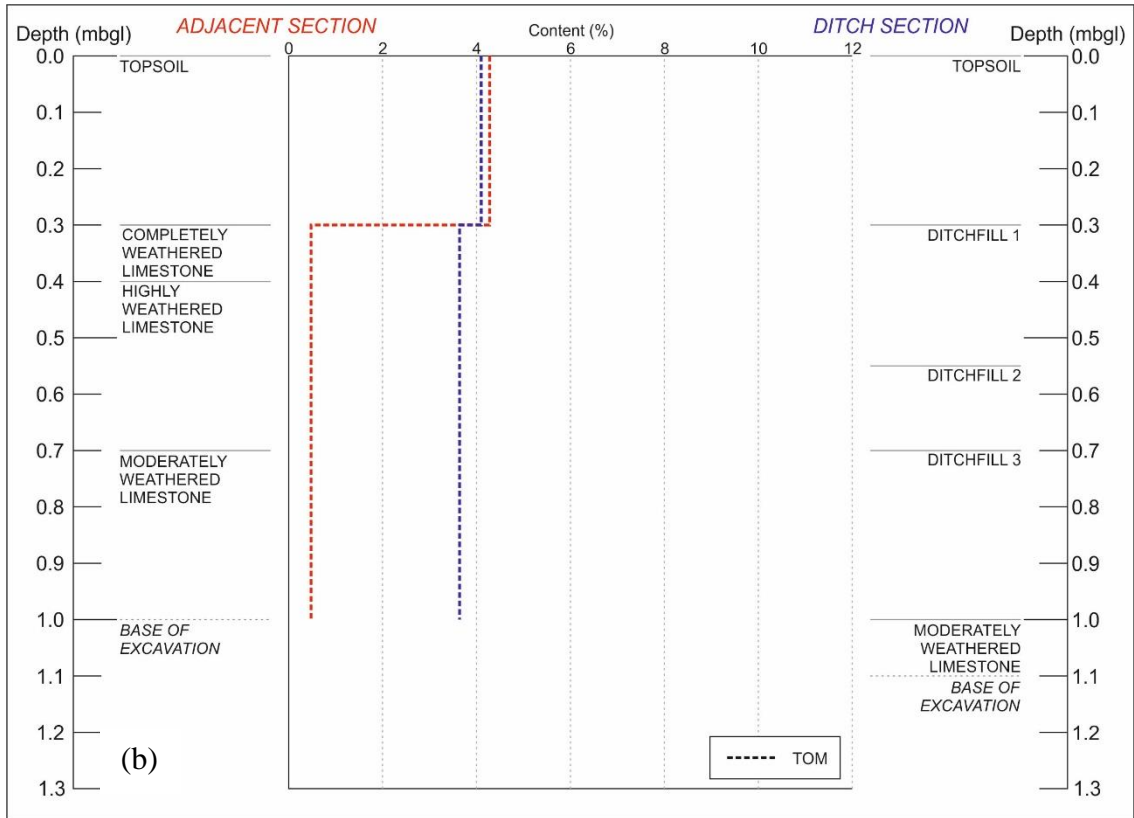 ADJACENT SECTION
Content (%)
DITCH SECTION
Depth (mbgl)
Depth (mbgl)
0 2 4 6 8 10 12
0.0
0.1
0.2
0.3
0.4
0.5
0.6
0.7
0.8
0.9
1.0
1.1
1.2
1.3
TOPSOIL
COMPLETELY
WEATHERED
LIMESTONE
HIGHLY
WEATHERED
LIMESTONE
MODERATELY
WEATHERED
LIMESTONE
BASE OF
EXCAVATION
(b)
TOM
TOPSOIL
DITCHFILL 1
DITCHFILL 2
DITCHFILL 3
MODERATELY
WEATHERED
LIMESTONE
BASE OF
EXCAVATION
0.0
0.1
0.2
0.3
0.4
0.5
0.6
0.7
0.8
0.9
1.0
1.1
1.2
1.3